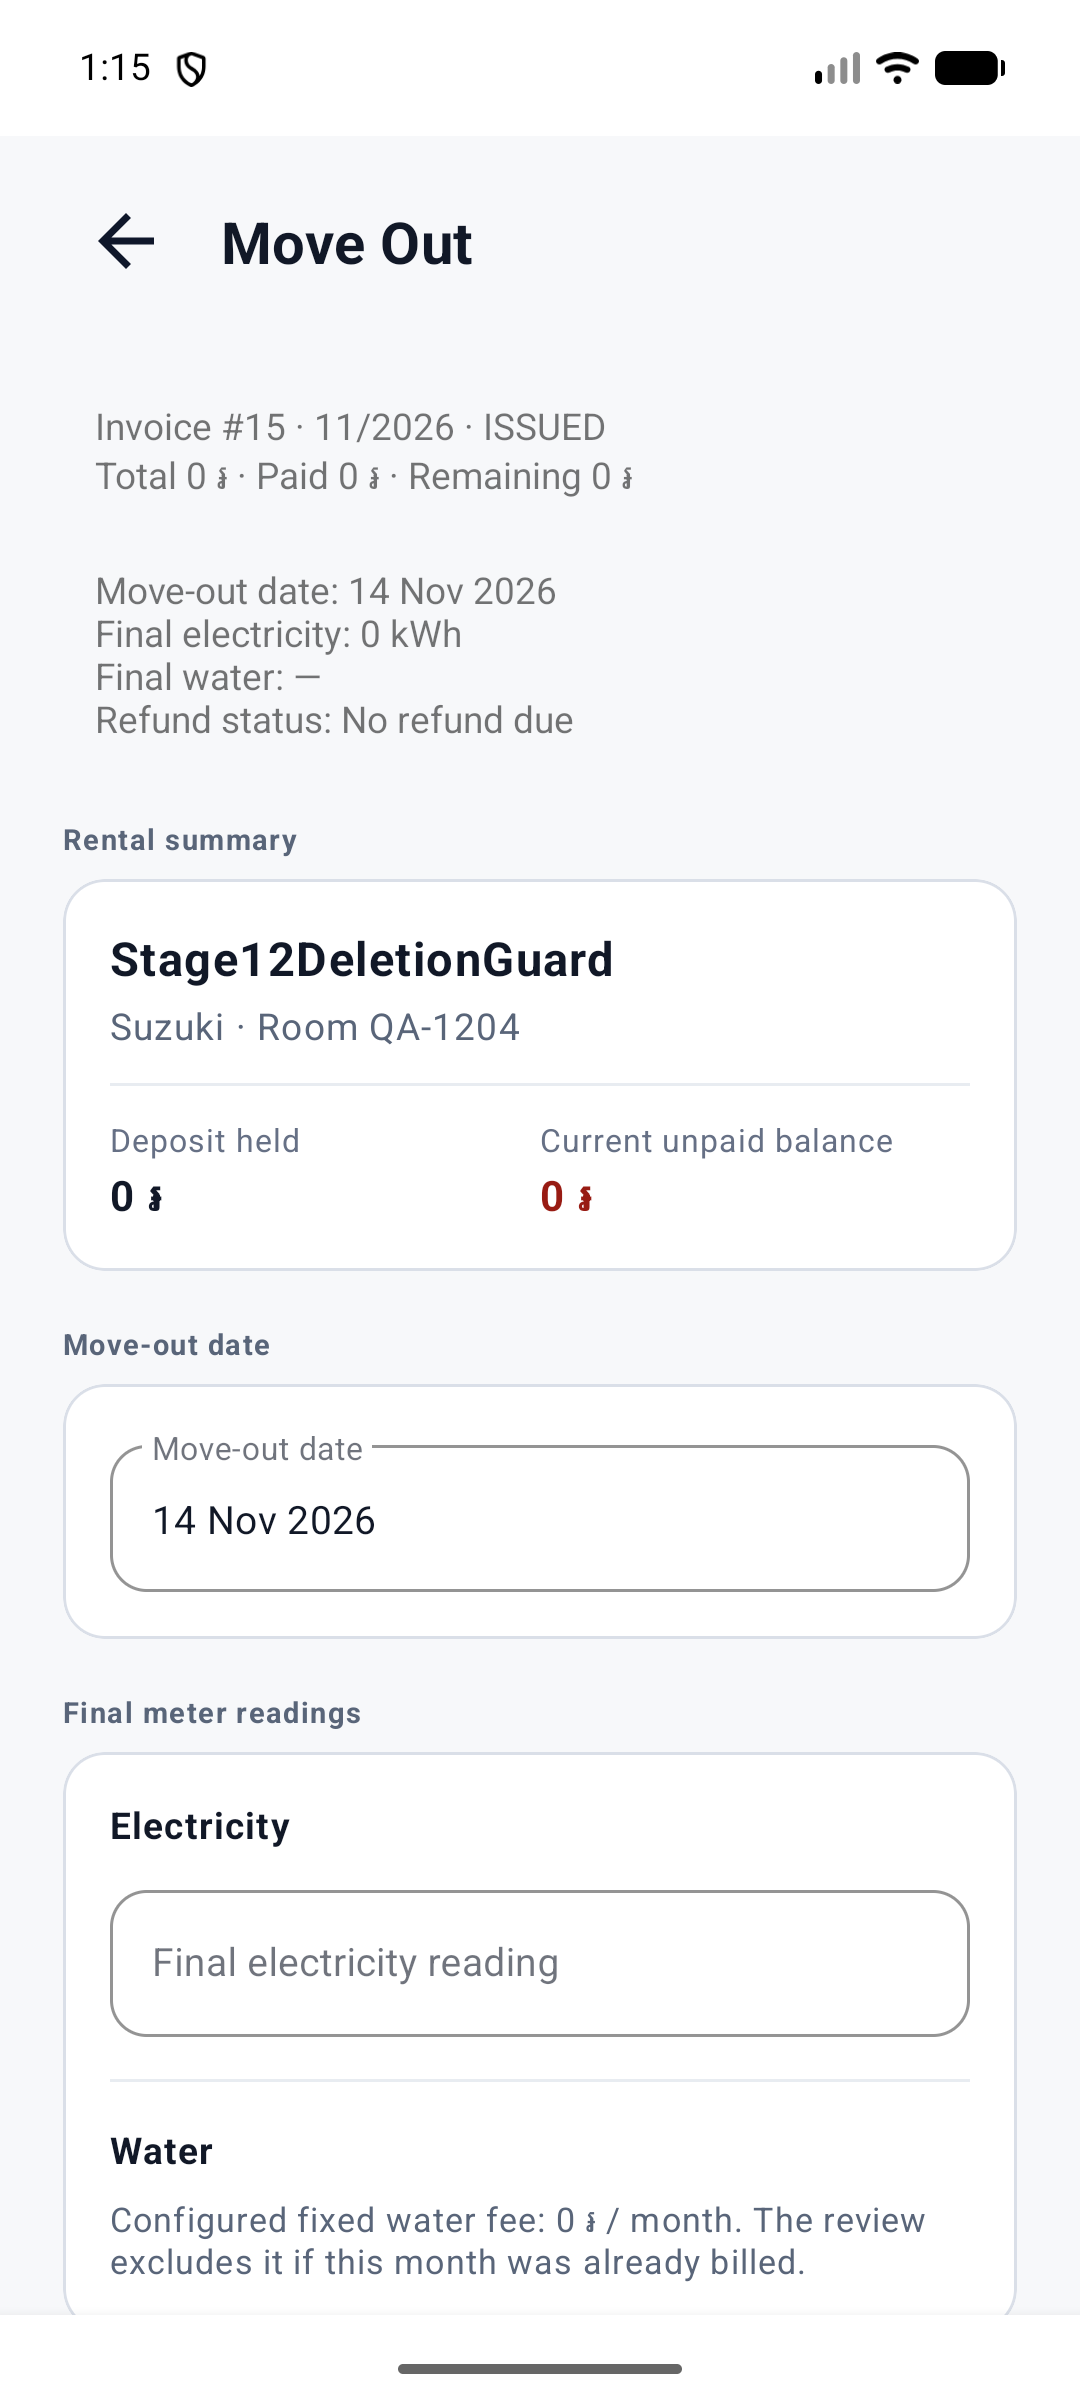 1:15
Move Out
Invoice #15 · 11/2026 · ISSUED
Total 0 ៛ · Paid 0 ៛ · Remaining 0 ៛
Move-out date: 14 Nov 2026
Final electricity: 0 kWh
Final water: —
Refund status: No refund due
Rental summary
Stage12DeletionGuard
Suzuki · Room QA-1204
Deposit held
0 ៛
Current unpaid balance
0 ៛
Move-out date
Move-out date
14 Nov 2026
Final meter readings
Electricity
Final electricity reading
Water
Configured fixed water fee: 0 ៛ / month. The review
excludes it if this month was already billed.